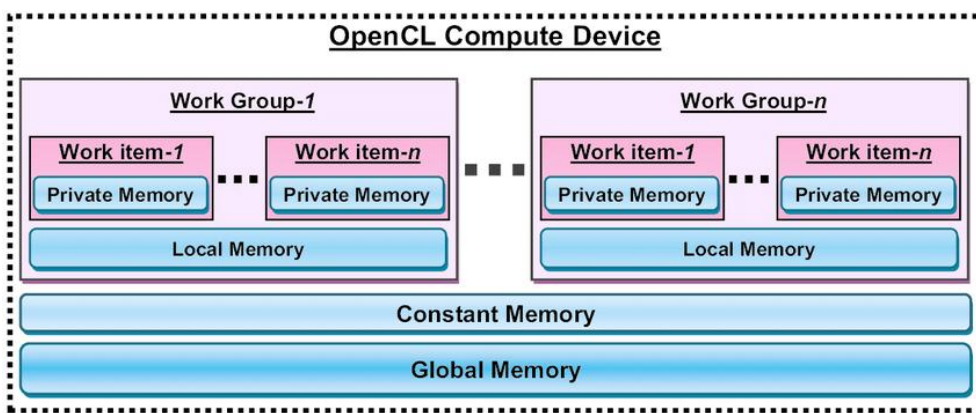 OpenCL Compute Device
Work Group-1
Work Group-n
Work item-1
Work item-n
Work item-1
Work item-n
Private Memory
Private Memory
Private Memory
Private Memory
Local Memory
Local Memory
Constant Memory
Global Memory